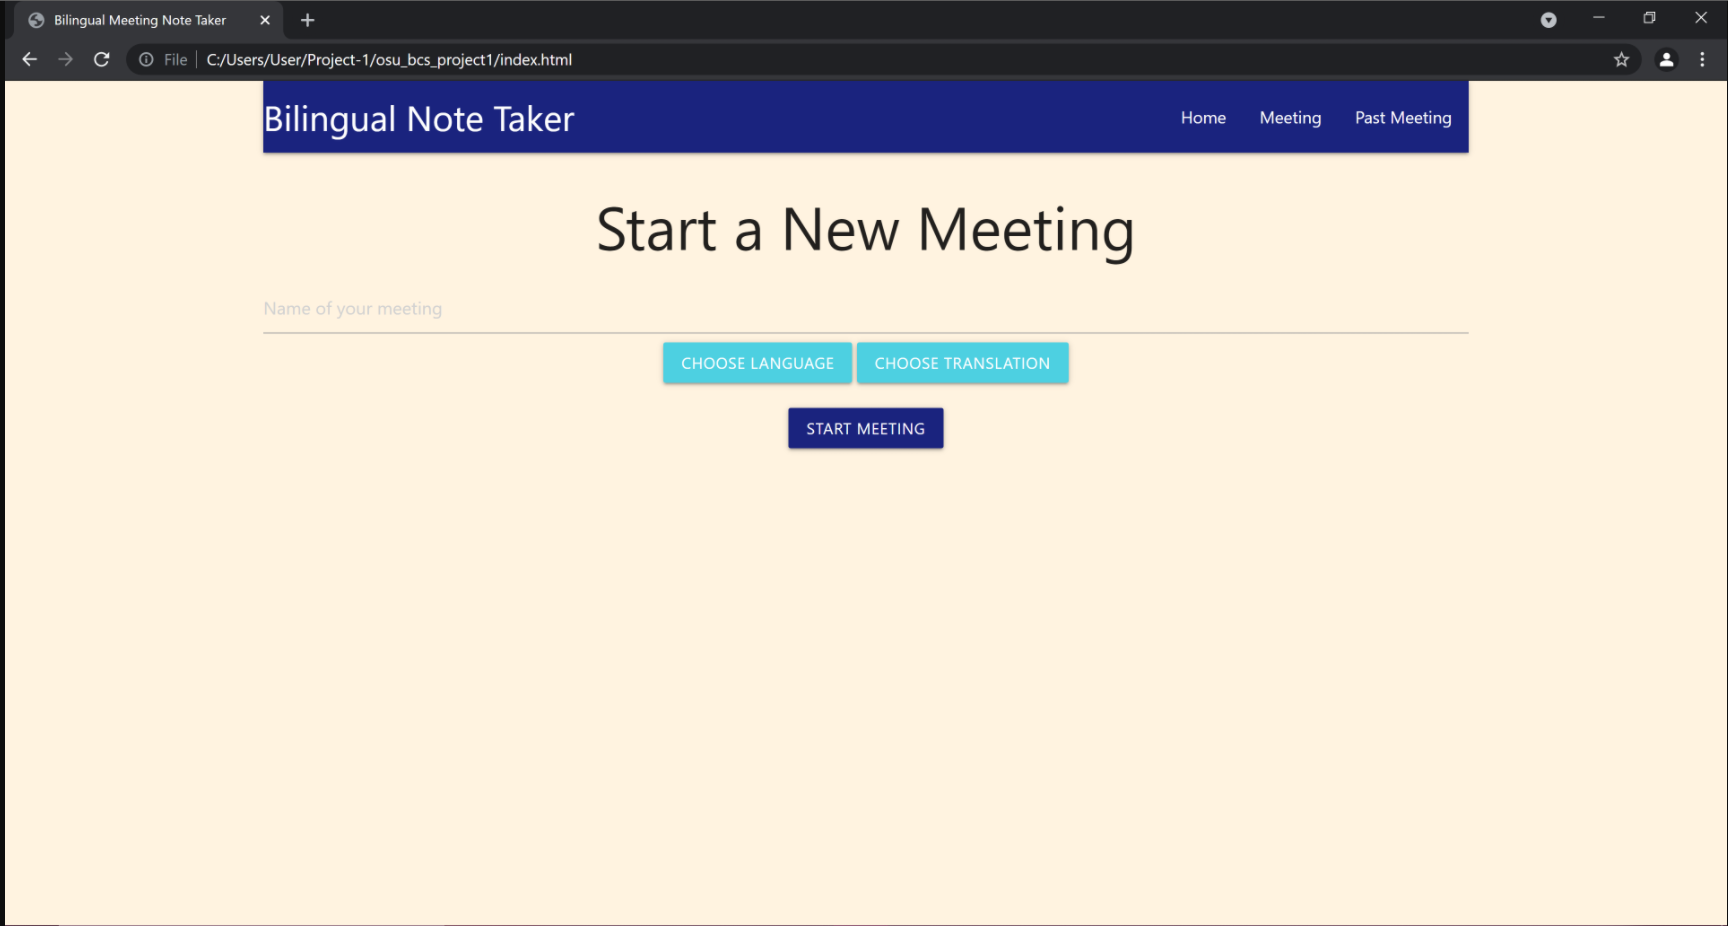 Bilingual Meeting Note Taker
File C:/Users/User/Project-1/osu_bcs_project1/index.html
Bilingual Note Taker Home Meeting Past Meeting
Start a New Meeting
Name of your meeting
CHOOSE LANGUAGE CHOOSE TRANSLATION
START MEETING